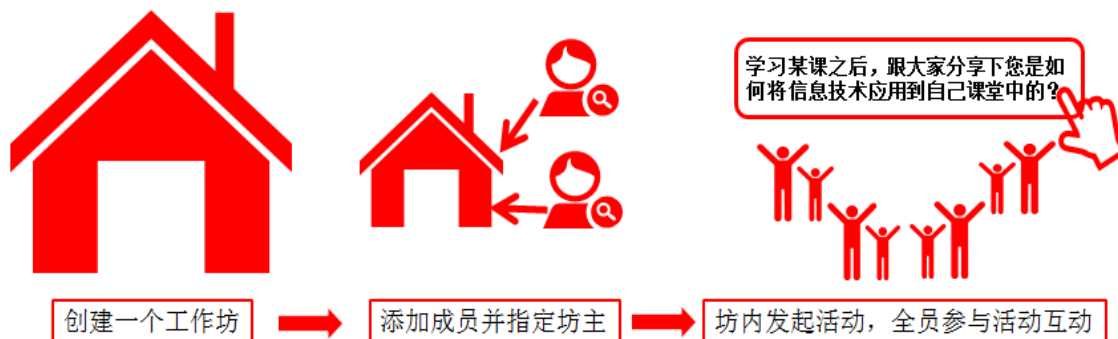 学习某课之后，跟大家分享下您是如
何将信息技术应用到自己课堂中的？
创建一个工作坊
添加成员并指定坊主
坊内发起活动，全员参与活动互动